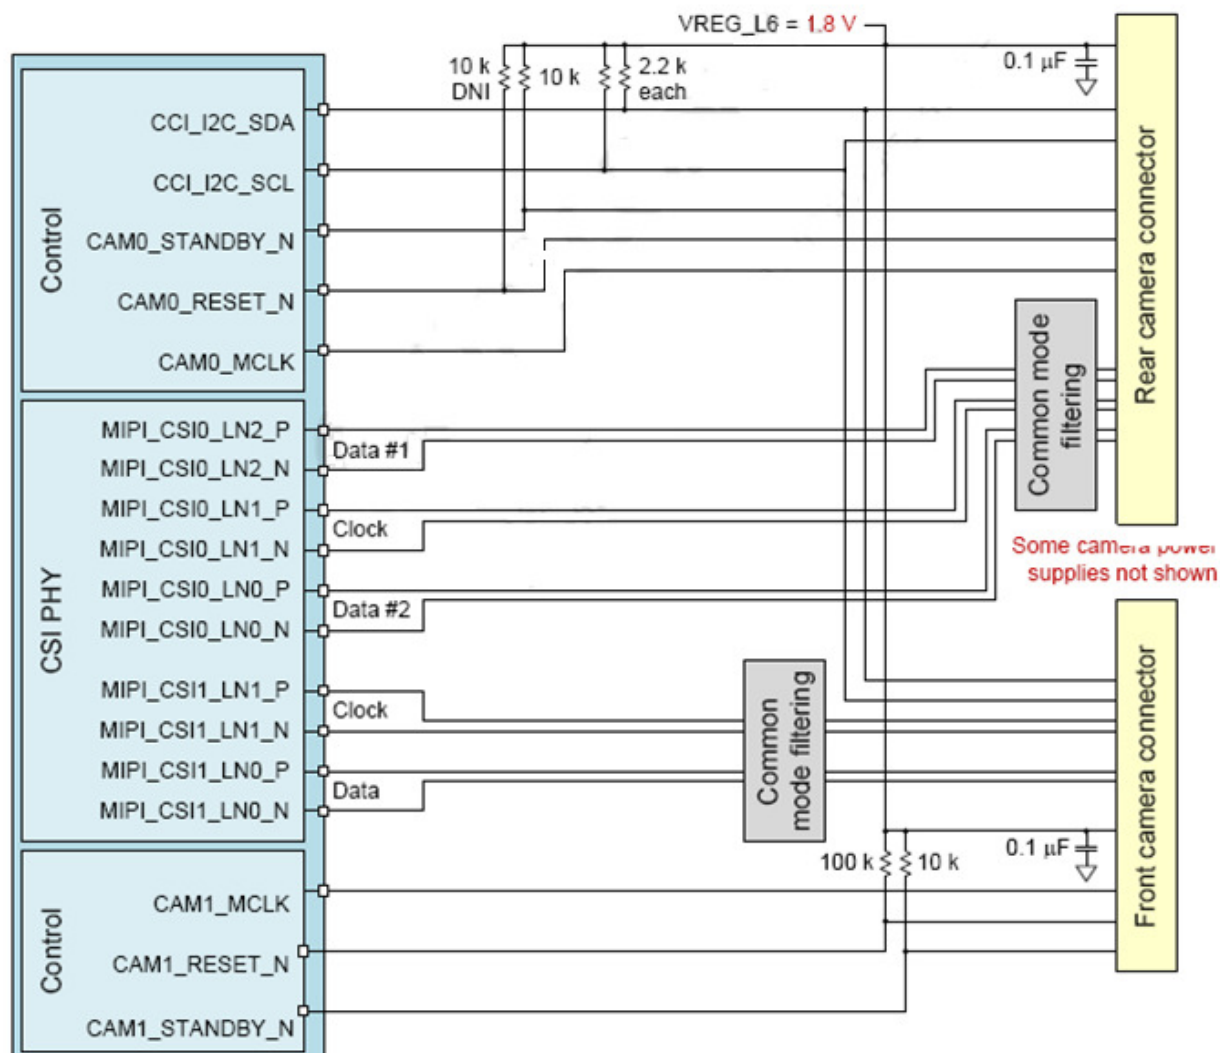 VREG_L6 = 1.8 V
10 k
DNI
10 k
2.2 k
each
0.1 μF
Control
CCI_I2C_SDA
CCI_I2C_SCL
CAM0_STANDBY_N
CAM0_RESET_N
CAM0_MCLK
Rear camera connector
Common mode
filtering
CSI PHY
MIPI_CSI0_LN2_P
Data #1
MIPI_CSI0_LN2_N
MIPI_CSI0_LN1_P
Clock
MIPI_CSI0_LN1_N
MIPI_CSI0_LN0_P
Data #2
MIPI_CSI0_LN0_N
Some camera power
supplies not shown
MIPI_CSI1_LN1_P
Clock
MIPI_CSI1_LN1_N
MIPI_CSI1_LN0_P
Data
MIPI_CSI1_LN0_N
Common
mode filtering
Front camera connector
100 k
10 k
0.1 μF
Control
CAM1_MCLK
CAM1_RESET_N
CAM1_STANDBY_N